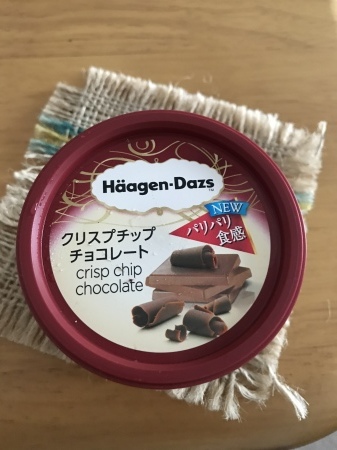 Häagen-Dazs
NEW
パリパリ
食感
クリスプチップ
チョコレート
crisp chip
chocolate